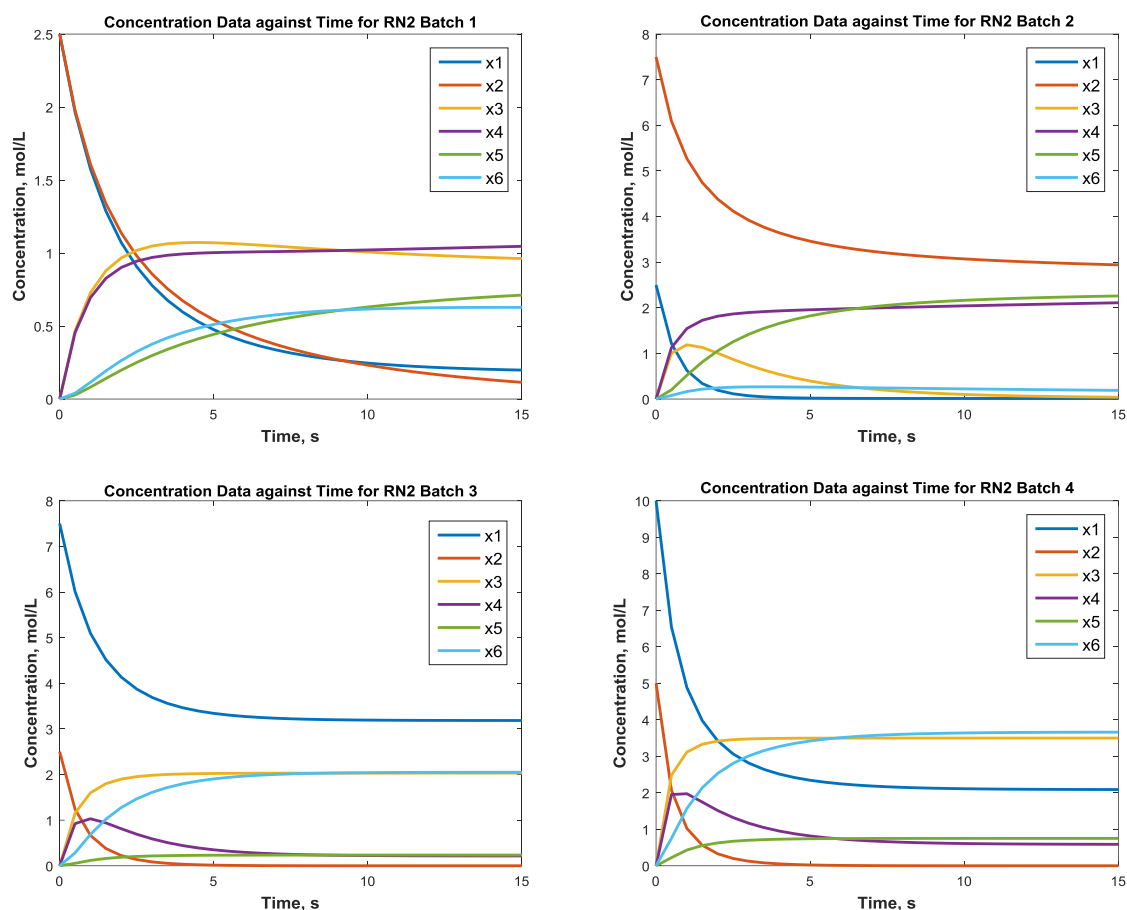 Concentration Data against Time for RN2 Batch 1
2.5
2
1.5
1
0.5
0
Concentration, mol/L
x1
x2
x3
x4
x5
x6
0
5
10
15
Time, s
Concentration Data against Time for RN2 Batch 2
8
7
6
5
4
3
2
1
0
Concentration, mol/L
x1
x2
x3
x4
x5
x6
0
5
10
15
Time, s
Concentration Data against Time for RN2 Batch 3
8
7
6
5
4
3
2
1
0
Concentration, mol/L
x1
x2
x3
x4
x5
x6
0
5
10
15
Time, s
Concentration Data against Time for RN2 Batch 4
10
9
8
7
6
5
4
3
2
1
0
Concentration, mol/L
x1
x2
x3
x4
x5
x6
0
5
10
15
Time, s